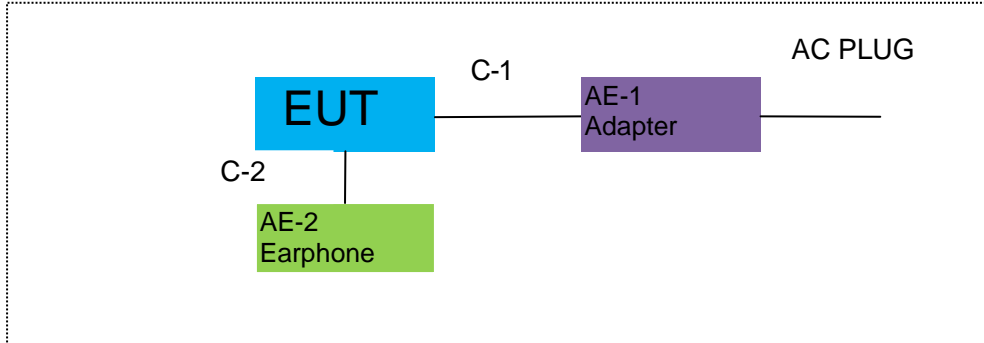 AC PLUG
C-1
EUT
AE-1
Adapter
C-2
AE-2
Earphone